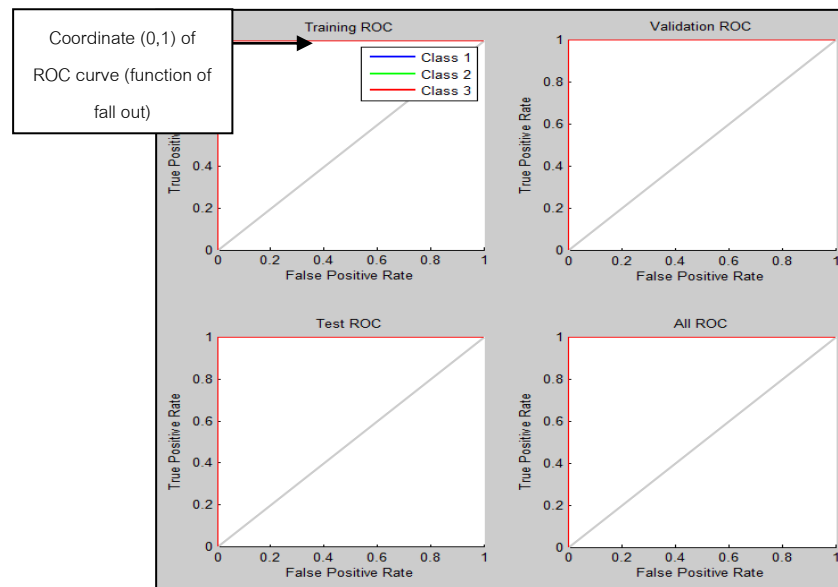 Coordinate (0,1) of
ROC curve (function of
fall out)
Training ROC
Class 1
Class 2
Class 3
True Positive Rate
0.4
0.2
0
0
0.2
0.4
0.6
0.8
1
False Positive Rate
Validation ROC
True Positive Rate
1
0.8
0.6
0.4
0.2
0
0
0.2
0.4
0.6
0.8
1
False Positive Rate
Test ROC
True Positive Rate
1
0.8
0.6
0.4
0.2
0
0
0.2
0.4
0.6
0.8
1
False Positive Rate
All ROC
True Positive Rate
1
0.8
0.6
0.4
0.2
0
0
0.2
0.4
0.6
0.8
1
False Positive Rate